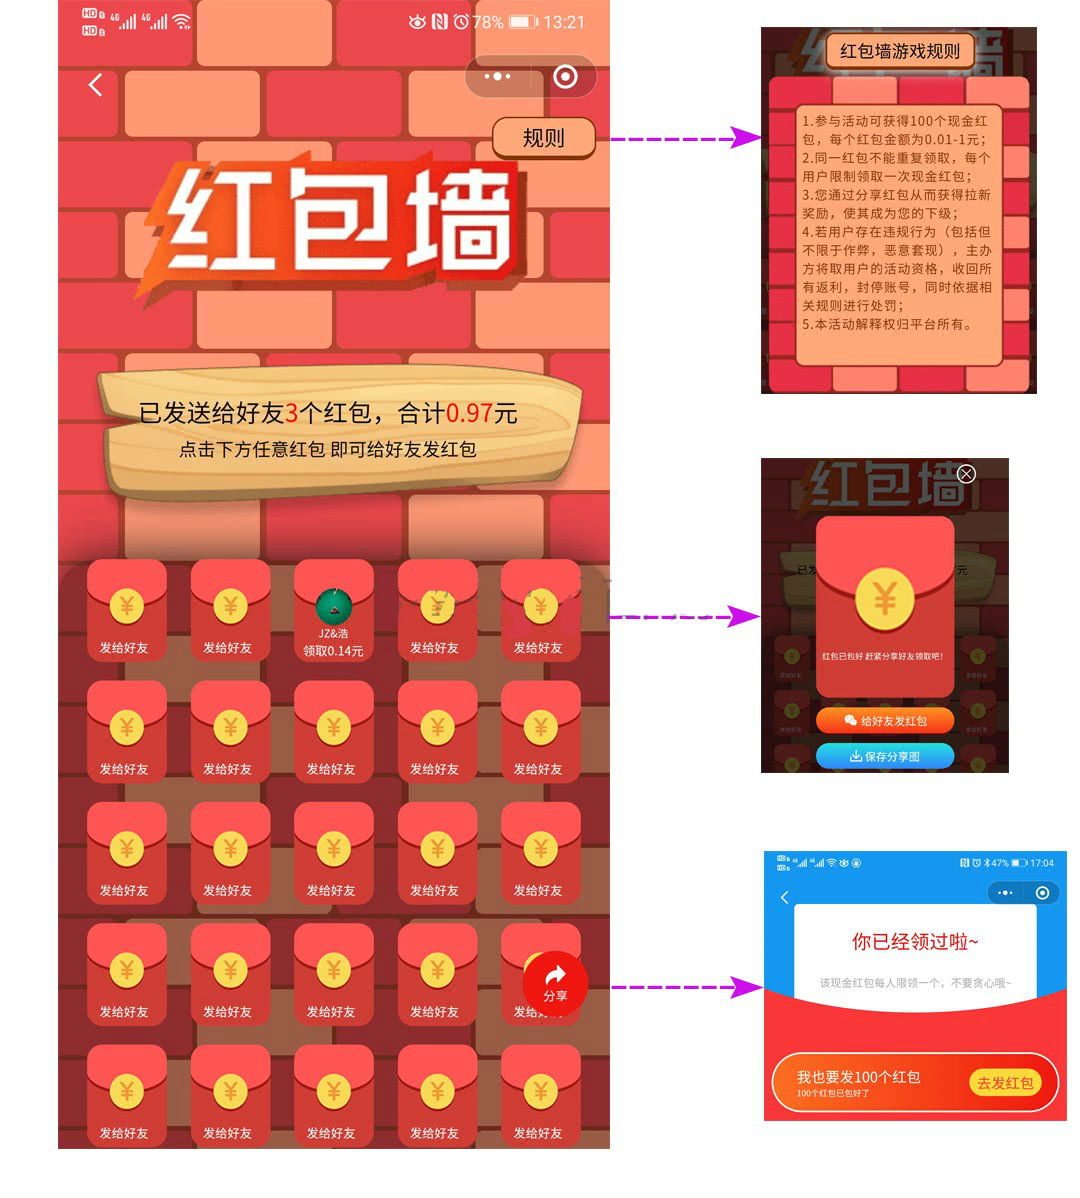 HD 1 4G 4G 78% 13:21
HD 2
规则
红包墙
已发送给好友3个红包，合计0.97元
点击下方任意红包 即可给好友发红包
发给好友 发给好友 JZ&浩 发给好友 发给好友
领取0.14元
发给好友 发给好友 发给好友 发给好友 发给好友
发给好友 发给好友 发给好友 发给好友 发给好友
发给好友 发给好友 发给好友 发给好友 发给好友
分享
发给好友 发给好友 发给好友 发给好友 发给好友
红包墙游戏规则
1.参与活动可获得100个现金红
包，每个红包金额为0.01-1元；
2.同一红包不能重复领取，每个
用户限制领取一次现金红包；
3.您通过分享红包从而获得拉新
奖励，使其成为您的下级；
4.若用户存在违规行为（包括但
不限于作弊，恶意套现），主办
方将取用户的活动资格，收回所
有返利，封停账号，同时依据相
关规则进行处罚；
5.本活动解释权归平台所有。
红包墙
已发
元
红包已包好 赶紧分享好友领取吧！
给好友发红包
保存分享图
47% 17:04
你已经领过啦~
该现金红包每人限领一个，不要贪心哦~
我也要发100个红包
100个红包已包好了
去发红包